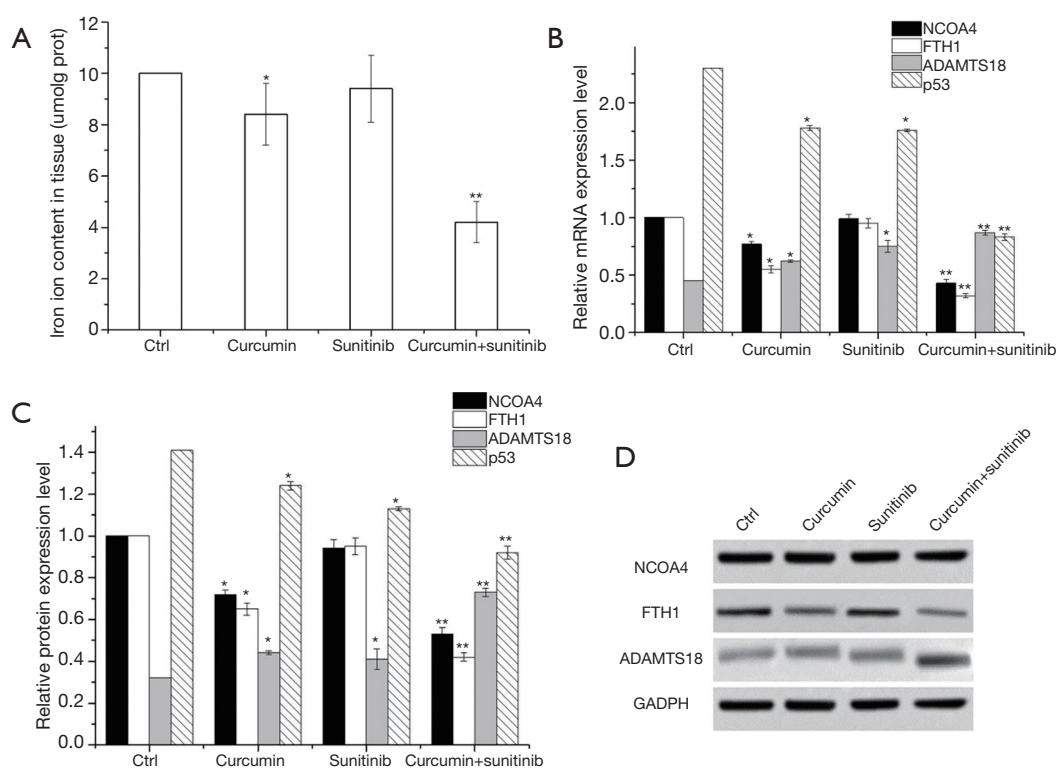 A
Iron ion content in tissue (umolg prot)
12
10
8
6
4
2
0
*
**
Ctrl Curcumin Sunitinib Curcumin+sunitinib
B
NCOA4
FTH1
ADAMTS18
p53
Relative mRNA expression level
2.0
1.5
1.0
0.5
0.0
* * * *
* *
** ** ** **
Ctrl Curcumin Sunitinib Curcumin+sunitinib
C
NCOA4
FTH1
ADAMTS18
p53
Relative protein expression level
1.4
1.2
1.0
0.8
0.6
0.4
0.2
0.0
* * * *
* *
** ** ** **
Ctrl Curcumin Sunitinib Curcumin+sunitinib
D
Ctrl Curcumin Sunitinib Curcumin+sunitinib
NCOA4
FTH1
ADAMTS18
GADPH